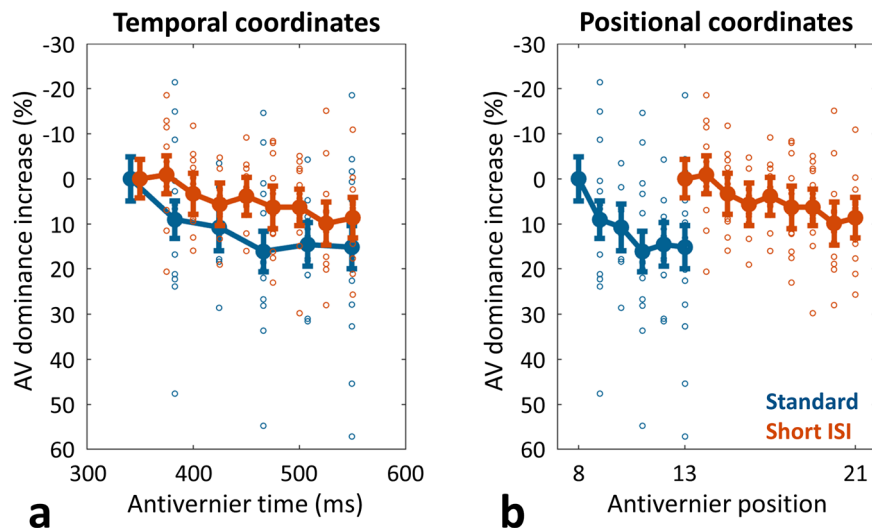 Temporal coordinates
AV dominance increase (%)
-30
-20
-10
0
10
20
30
40
50
60
300
400
500
600
Antivernier time (ms)
a
Positional coordinates
AV dominance increase (%)
-30
-20
-10
0
10
20
30
40
50
60
Standard
Short ISI
8
13
21
Antivernier position
b